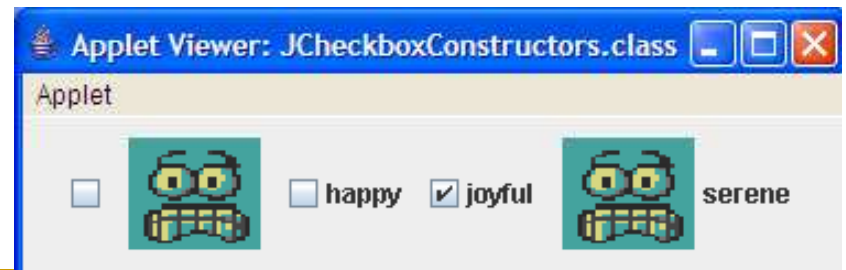 Applet Viewer: JCheckboxConstructors.class
Applet
happy joyful serene